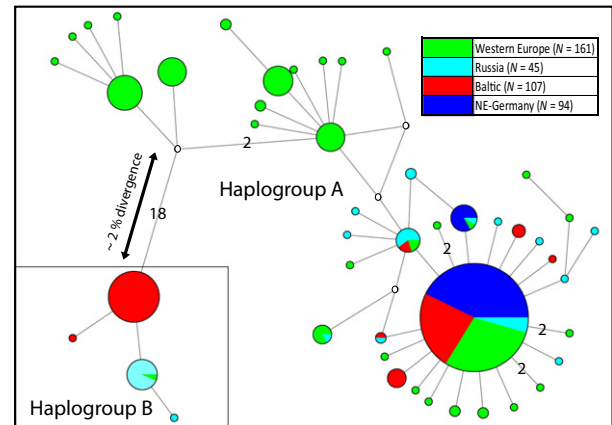 Western Europe (N = 161)
Russia (N = 45)
Baltic (N = 107)
NE-Germany (N = 94)
2
Haplogroup A
~ 2 % divergence
18
2
2
2
Haplogroup B